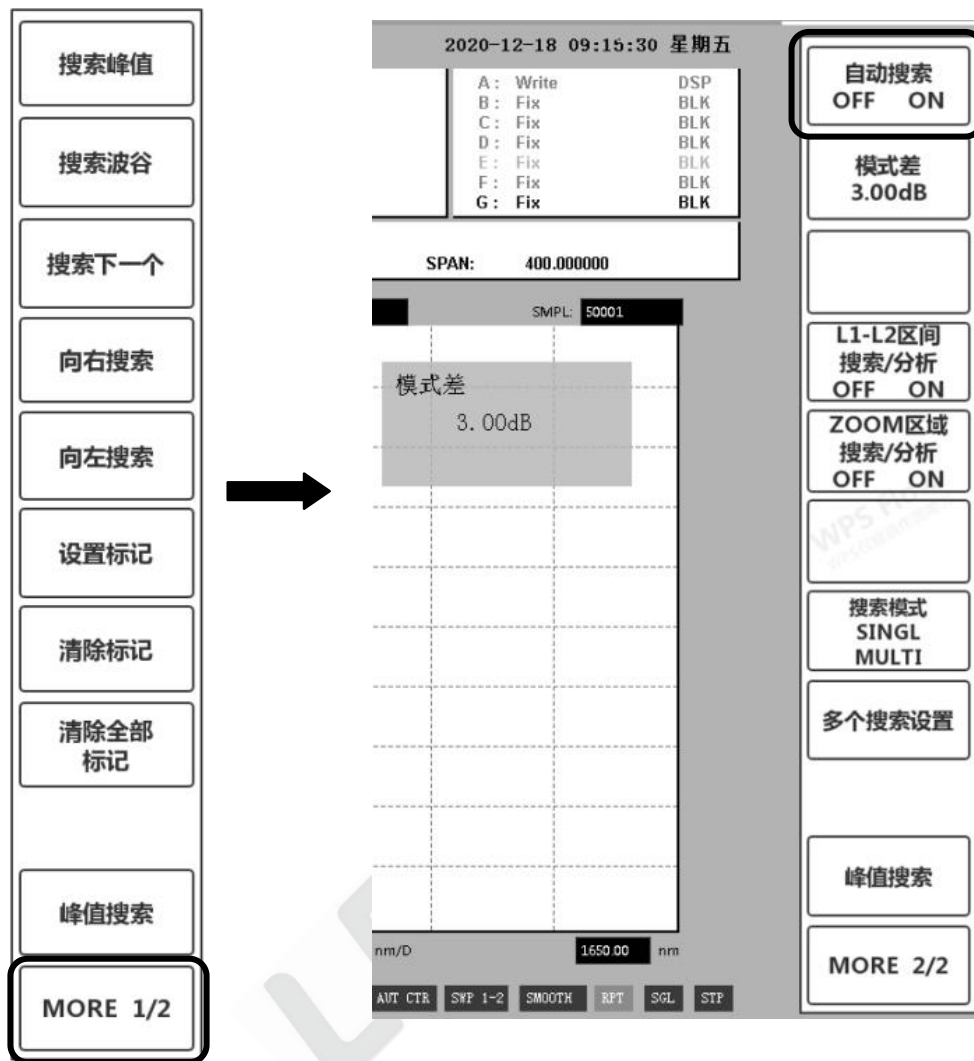 搜索峰值
搜索波谷
搜索下一个
向右搜索
向左搜索
设置标记
清除标记
清除全部
标记
峰值搜索
MORE 1/2
2020-12-18 09:15:30 星期五
A: Write DSP
B: Fix BLK
C: Fix BLK
D: Fix BLK
E: Fix BLK
F: Fix BLK
G: Fix BLK
SPAN: 400.000000
SMPL: 50001
模式差
3.00dB
nm/D 1650.00 nm
AUT CTR SWP 1-2 SMOOTH RPT SGL STP
自动搜索
OFF ON
模式差
3.00dB
L1-L2区间
搜索/分析
OFF ON
ZOOM区域
搜索/分析
OFF ON
搜索模式
SINGL
MULTI
多个搜索设置
峰值搜索
MORE 2/2